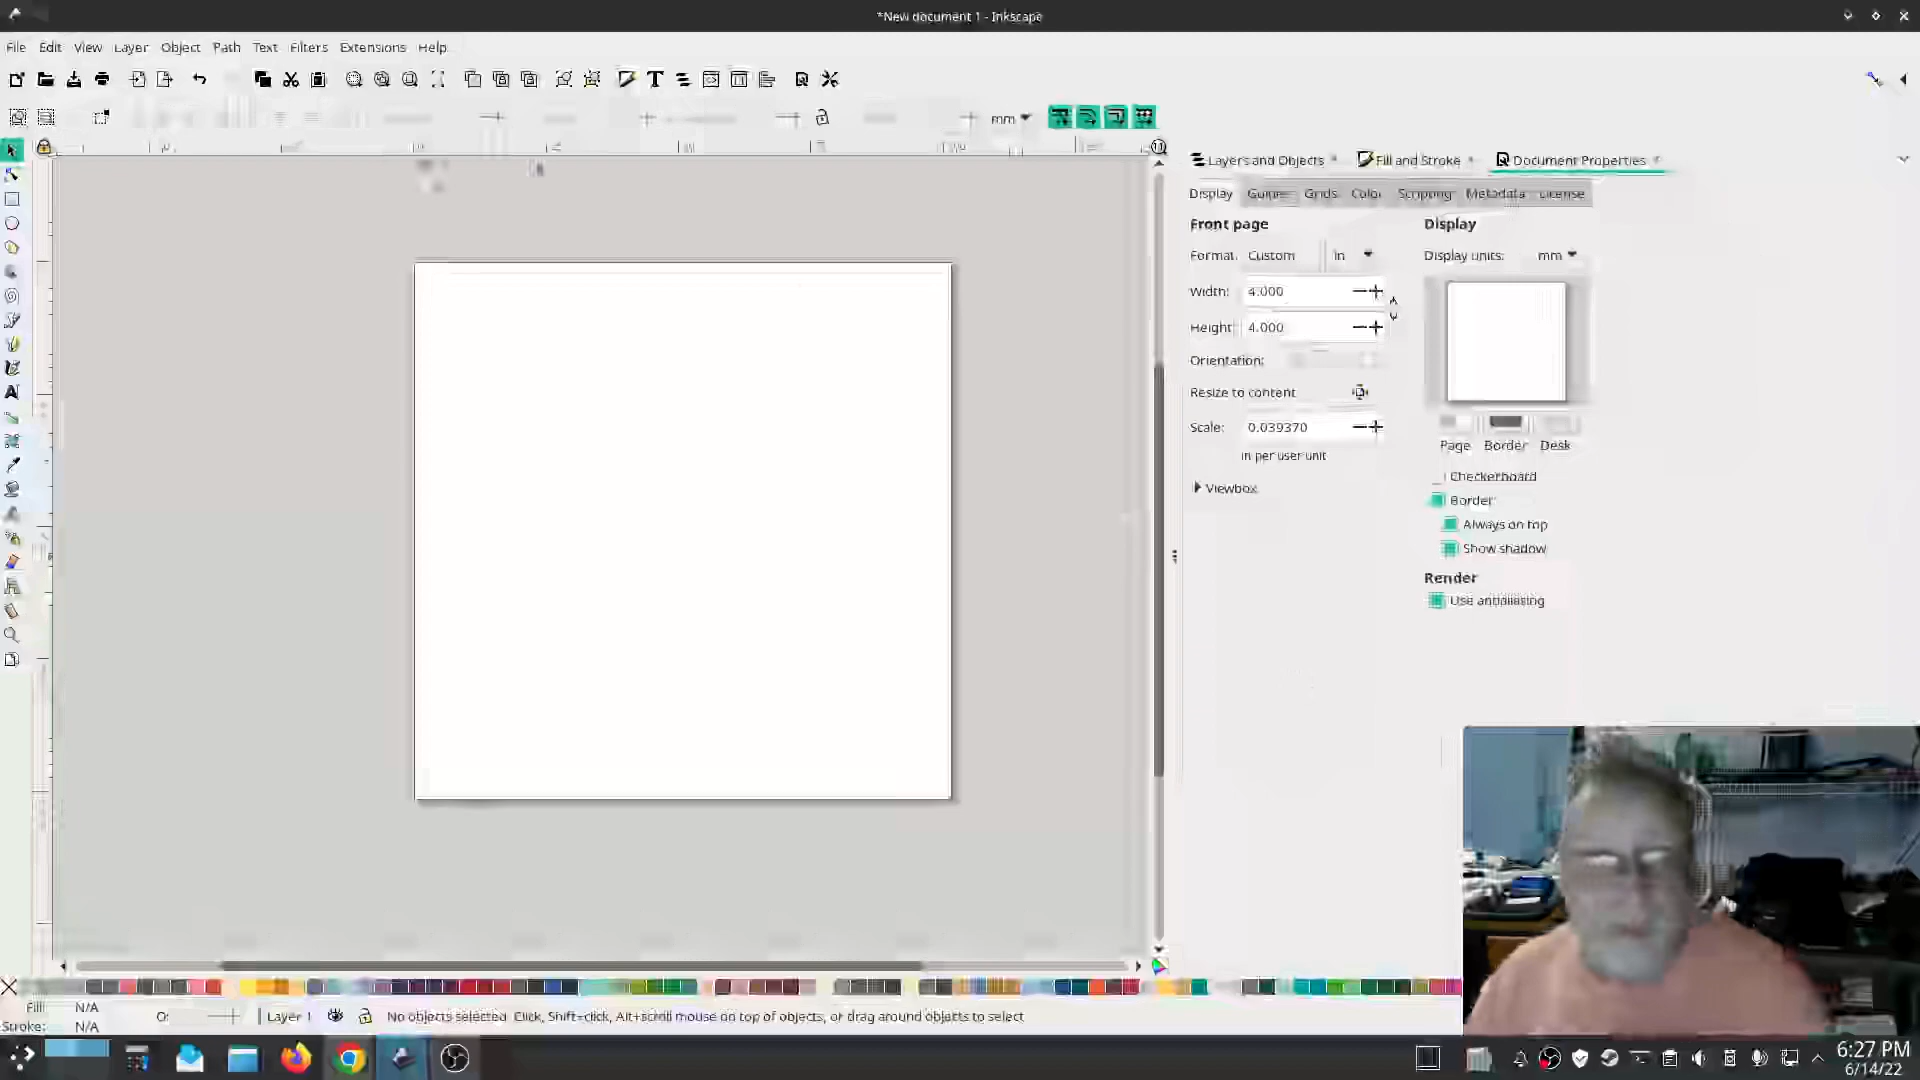 *New document 1 - Inkscape
File Edit View Layer Object Path Text Filters Extensions Help
mm
Layers and Objects Fill and Stroke Document Properties
Display Guides Grids Color Scripting Metadata License
Front page Display
Format: Custom in Display units: mm
Width: 4.000
Height: 4.000
Orientation:
Resize to content
Scale: 0.039370
in per user unit
Page Border Desk
Viewbox
Checkerboard
Border
Always on top
Show shadow
Render
Use antialiasing
Fill: N/A
Stroke: N/A
Layer 1 No objects selected. Click, Shift+click, Alt+scroll mouse on top of objects, or drag around objects to select
6:27 PM
6/14/22